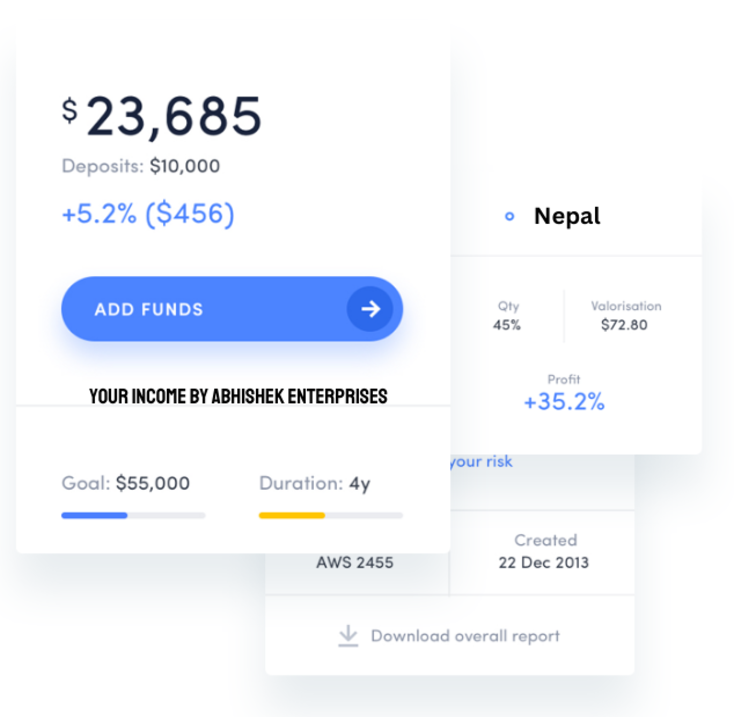 $23,685
Deposits: $10,000
+5.2% ($456)
ADD FUNDS
YOUR INCOME BY ABHISHEK ENTERPRISES
Goal: $55,000
Duration: 4y
Nepal
Qty
45%
Valorisation
$72.80
Profit
+35.2%
your risk
AWS 2455
Created
22 Dec 2013
Download overall report